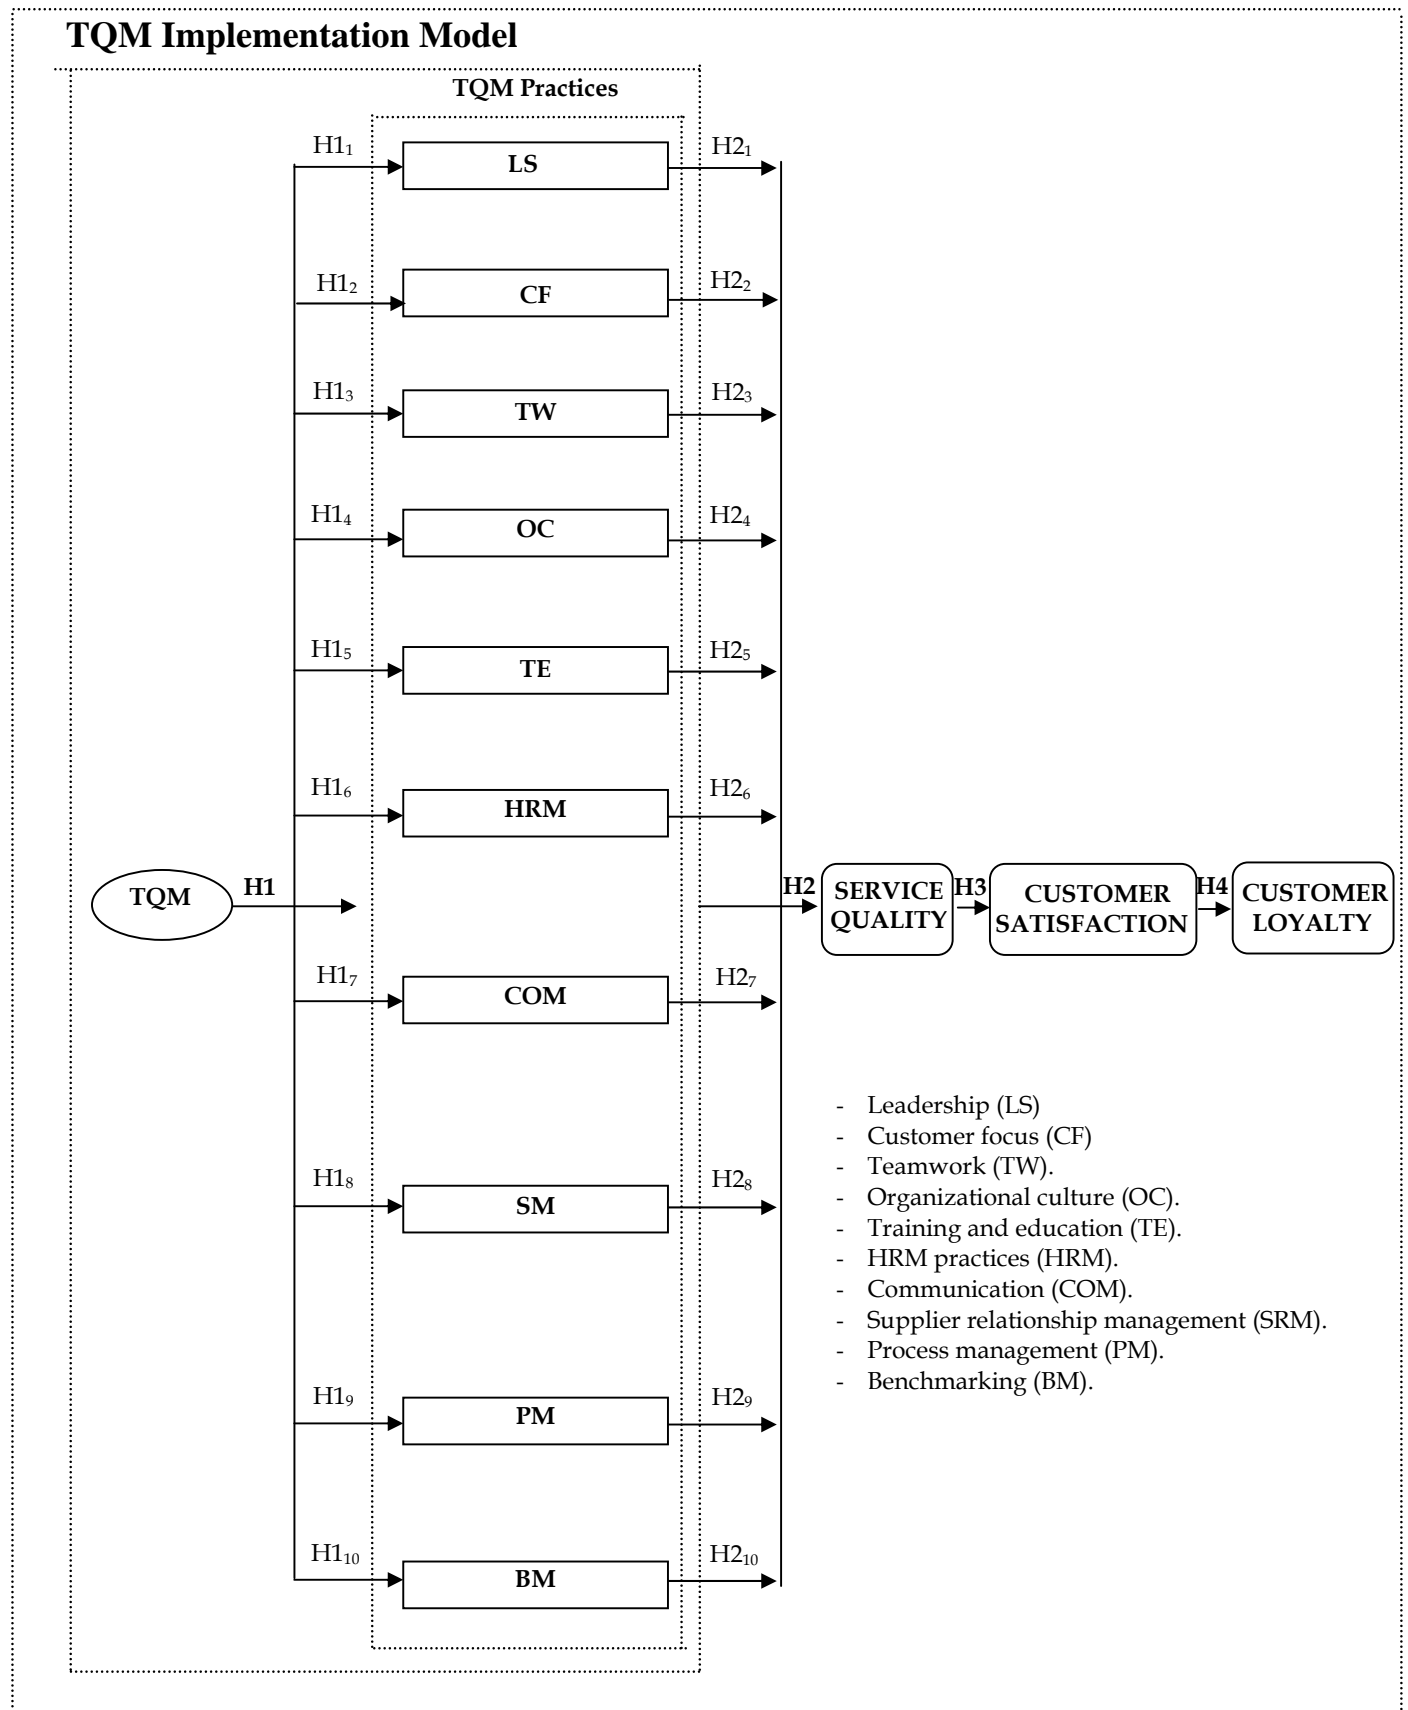 TQM Implementation Model
TQM Practices
H1₁ LS H2₁
H1₂ CF H2₂
H1₃ TW H2₃
H1₄ OC H2₄
H1₅ TE H2₅
H1₆ HRM H2₆
TQM
H1
H2
SERVICE
QUALITY
H3
CUSTOMER
SATISFACTION
H4
CUSTOMER
LOYALTY
H1₇ COM H2₇
- Leadership (LS)
- Customer focus (CF)
- Teamwork (TW).
- Organizational culture (OC).
- Training and education (TE).
- HRM practices (HRM).
- Communication (COM).
- Supplier relationship management (SRM).
- Process management (PM).
- Benchmarking (BM).
H1₈ SM H2₈
H1₉ PM H2₉
H1₁₀ BM H2₁₀